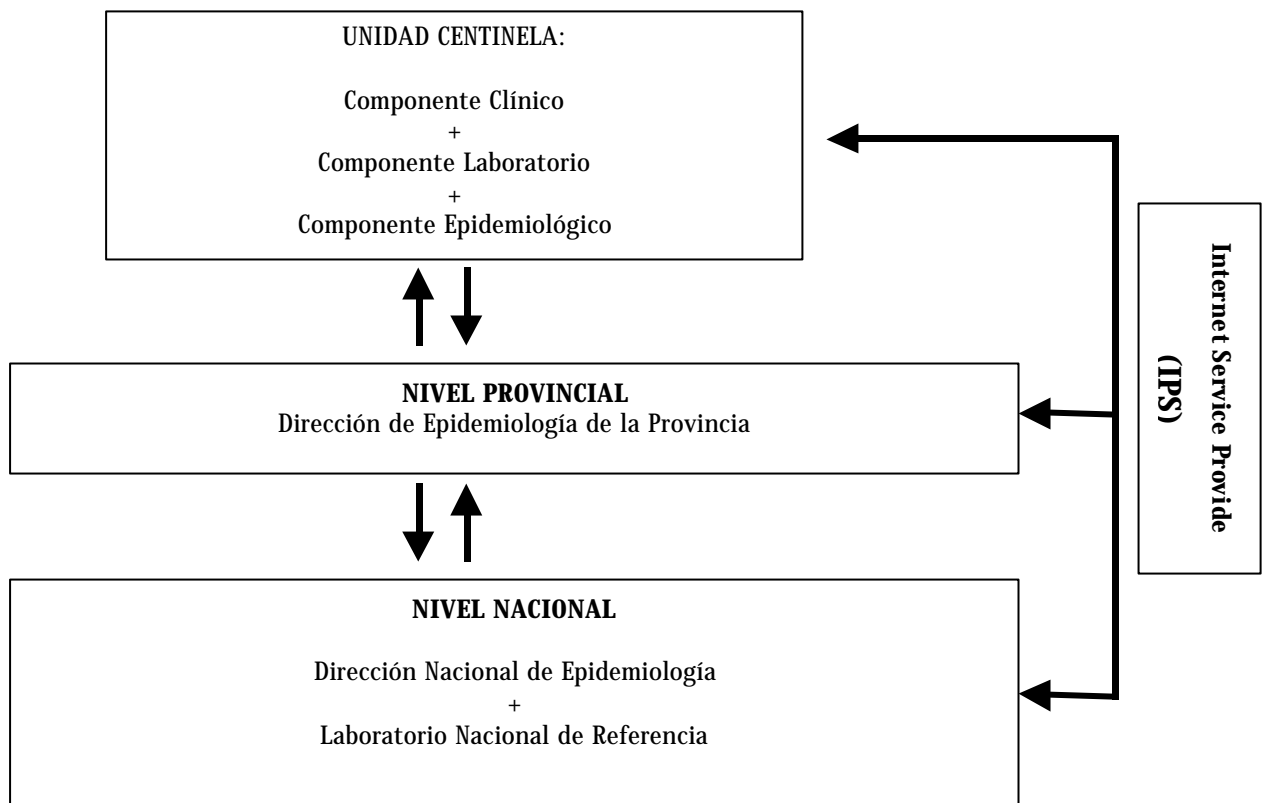 UNIDAD CENTINELA:
Componente Clínico
+
Componente Laboratorio
+
Componente Epidemiológico
NIVEL PROVINCIAL
Dirección de Epidemiología de la Provincia
NIVEL NACIONAL
Dirección Nacional de Epidemiología
+
Laboratorio Nacional de Referencia
Internet Service Provide
(IPS)